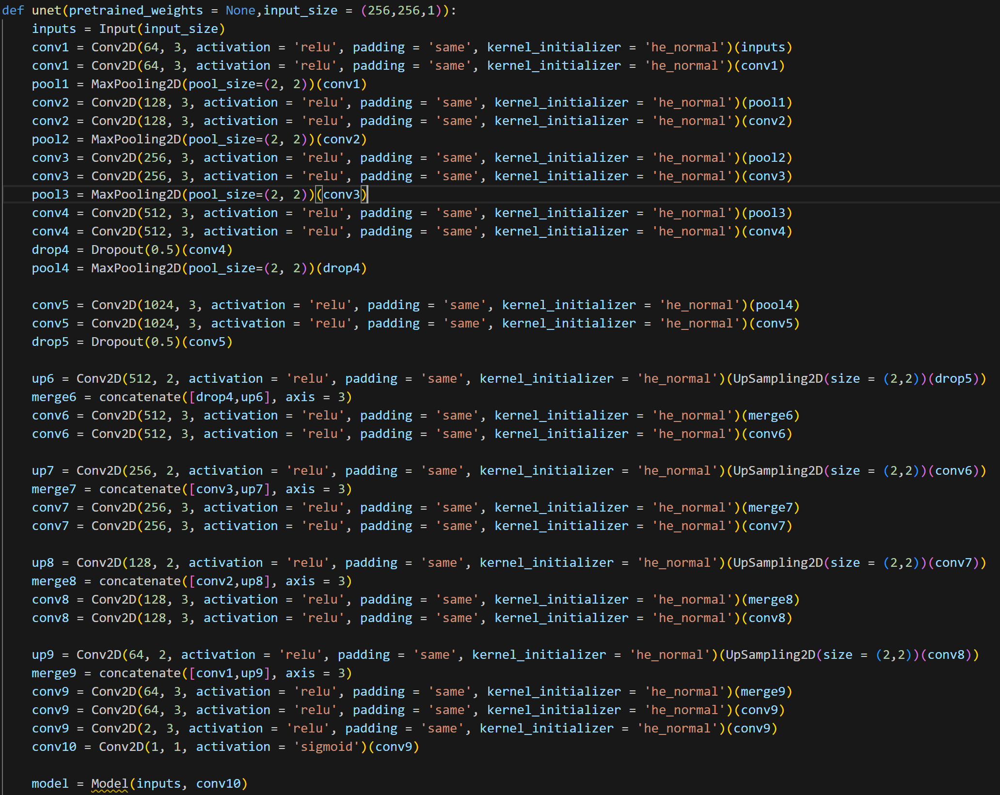 def unet(pretrained_weights = None,input_size = (256,256,1)):
inputs = Input(input_size)
conv1 = Conv2D(64, 3, activation = 'relu', padding = 'same', kernel_initializer = 'he_normal')(inputs)
conv1 = Conv2D(64, 3, activation = 'relu', padding = 'same', kernel_initializer = 'he_normal')(conv1)
pool1 = MaxPooling2D(pool_size=(2, 2))(conv1)
conv2 = Conv2D(128, 3, activation = 'relu', padding = 'same', kernel_initializer = 'he_normal')(pool1)
conv2 = Conv2D(128, 3, activation = 'relu', padding = 'same', kernel_initializer = 'he_normal')(conv2)
pool2 = MaxPooling2D(pool_size=(2, 2))(conv2)
conv3 = Conv2D(256, 3, activation = 'relu', padding = 'same', kernel_initializer = 'he_normal')(pool2)
conv3 = Conv2D(256, 3, activation = 'relu', padding = 'same', kernel_initializer = 'he_normal')(conv3)
pool3 = MaxPooling2D(pool_size=(2, 2))(conv3)
conv4 = Conv2D(512, 3, activation = 'relu', padding = 'same', kernel_initializer = 'he_normal')(pool3)
conv4 = Conv2D(512, 3, activation = 'relu', padding = 'same', kernel_initializer = 'he_normal')(conv4)
drop4 = Dropout(0.5)(conv4)
pool4 = MaxPooling2D(pool_size=(2, 2))(drop4)
conv5 = Conv2D(1024, 3, activation = 'relu', padding = 'same', kernel_initializer = 'he_normal')(pool4)
conv5 = Conv2D(1024, 3, activation = 'relu', padding = 'same', kernel_initializer = 'he_normal')(conv5)
drop5 = Dropout(0.5)(conv5)
up6 = Conv2D(512, 2, activation = 'relu', padding = 'same', kernel_initializer = 'he_normal')(UpSampling2D(size = (2,2))(drop5))
merge6 = concatenate([drop4,up6], axis = 3)
conv6 = Conv2D(512, 3, activation = 'relu', padding = 'same', kernel_initializer = 'he_normal')(merge6)
conv6 = Conv2D(512, 3, activation = 'relu', padding = 'same', kernel_initializer = 'he_normal')(conv6)
up7 = Conv2D(256, 2, activation = 'relu', padding = 'same', kernel_initializer = 'he_normal')(UpSampling2D(size = (2,2))(conv6))
merge7 = concatenate([conv3,up7], axis = 3)
conv7 = Conv2D(256, 3, activation = 'relu', padding = 'same', kernel_initializer = 'he_normal')(merge7)
conv7 = Conv2D(256, 3, activation = 'relu', padding = 'same', kernel_initializer = 'he_normal')(conv7)
up8 = Conv2D(128, 2, activation = 'relu', padding = 'same', kernel_initializer = 'he_normal')(UpSampling2D(size = (2,2))(conv7))
merge8 = concatenate([conv2,up8], axis = 3)
conv8 = Conv2D(128, 3, activation = 'relu', padding = 'same', kernel_initializer = 'he_normal')(merge8)
conv8 = Conv2D(128, 3, activation = 'relu', padding = 'same', kernel_initializer = 'he_normal')(conv8)
up9 = Conv2D(64, 2, activation = 'relu', padding = 'same', kernel_initializer = 'he_normal')(UpSampling2D(size = (2,2))(conv8))
merge9 = concatenate([conv1,up9], axis = 3)
conv9 = Conv2D(64, 3, activation = 'relu', padding = 'same', kernel_initializer = 'he_normal')(merge9)
conv9 = Conv2D(64, 3, activation = 'relu', padding = 'same', kernel_initializer = 'he_normal')(conv9)
conv9 = Conv2D(2, 3, activation = 'relu', padding = 'same', kernel_initializer = 'he_normal')(conv9)
conv10 = Conv2D(1, 1, activation = 'sigmoid')(conv9)
model = Model(inputs, conv10)